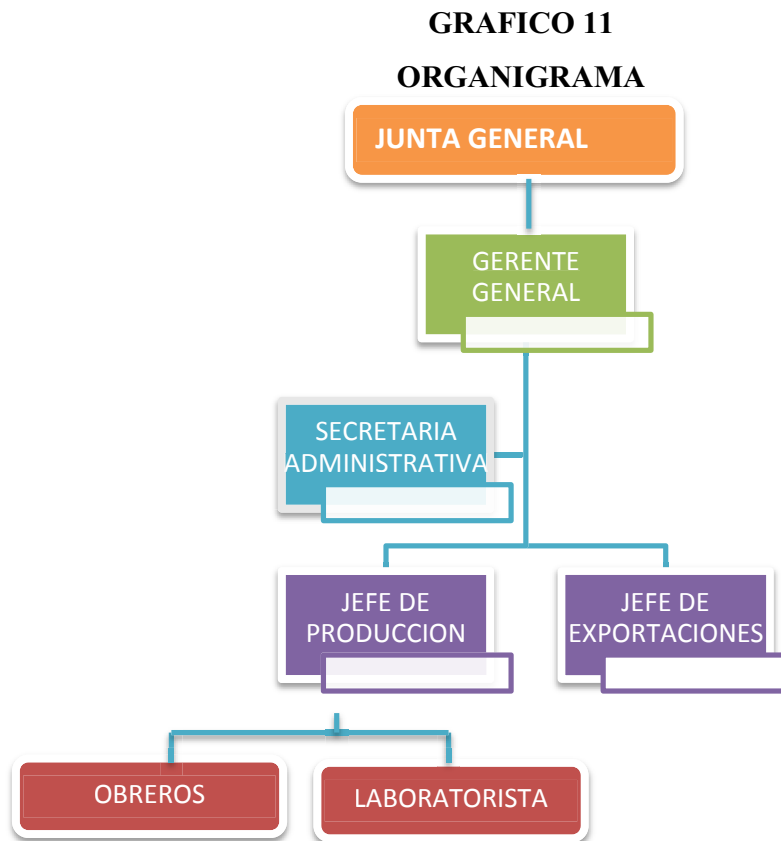 GRAFICO 11
ORGANIGRAMA
JUNTA GENERAL
GERENTE
GENERAL
SECRETARIA
ADMINISTRATIVA
JEFE DE
PRODUCCION
JEFE DE
EXPORTACIONES
OBREROS
LABORATORISTA